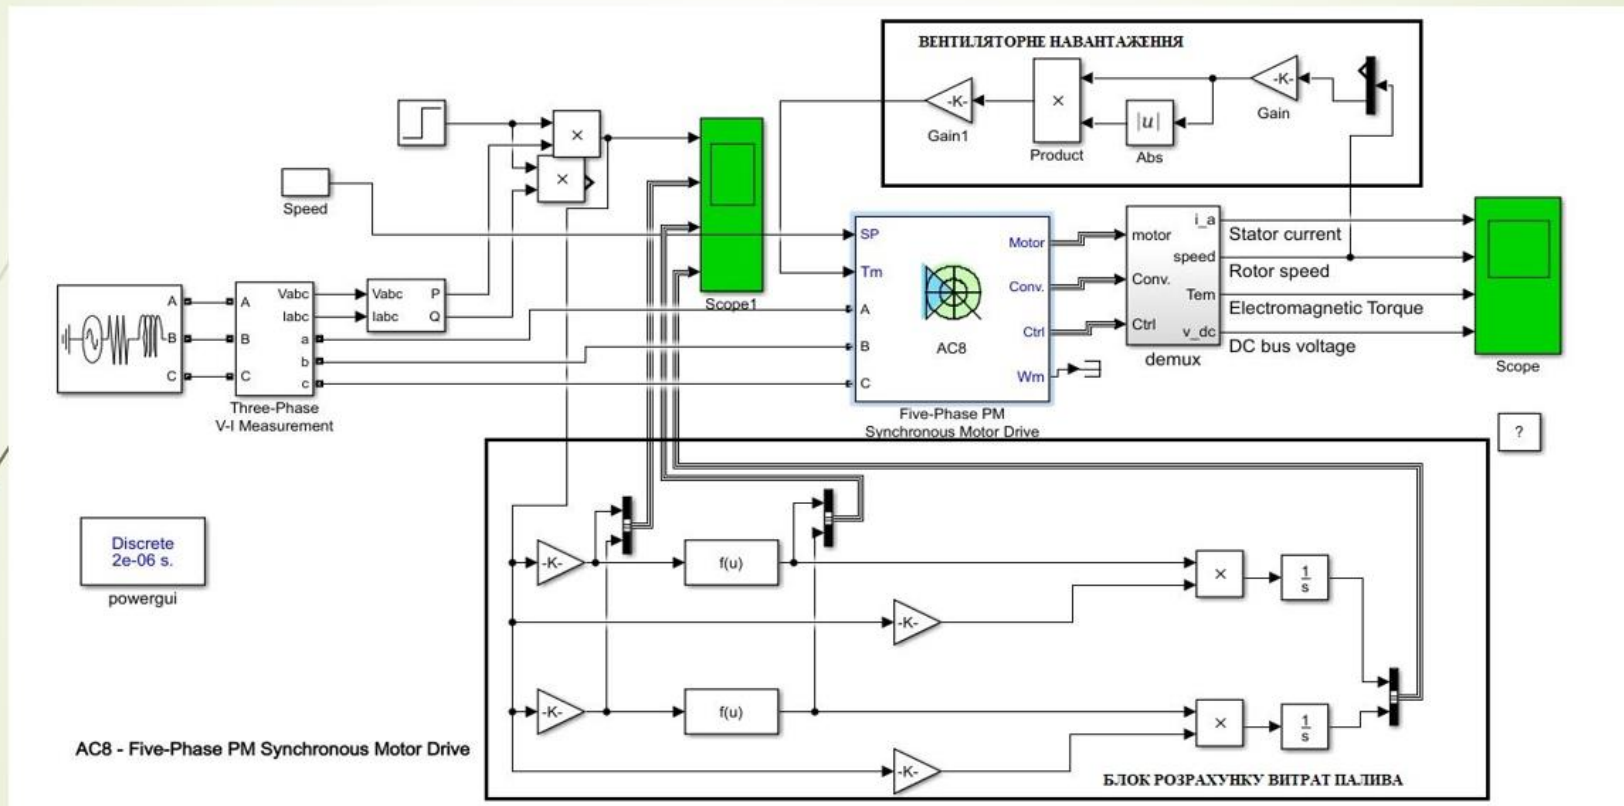 ВЕНТИЛЯТОРНЕ НАВАНТАЖЕННЯ
-K-
Gain1
×
Product
|u|
Abs
-K-
Gain
×
×
Speed
Scope1
A
B
C
A
B
C
Vabc
Iabc
a
b
c
Three-Phase
V-I Measurement
Vabc
Iabc
P
Q
SP
Tm
A
B
C
Motor
Conv.
Ctrl
Wm
AC8
Five-Phase PM
Synchronous Motor Drive
motor
Conv.
Ctrl
i_a
speed
Tem
v_dc
demux
Stator current
Rotor speed
Electromagnetic Torque
DC bus voltage
Scope
?
Discrete
2e-06 s.
powergui
-K-
f(u)
×
1
s
-K-
-K-
f(u)
×
1
s
-K-
AC8 - Five-Phase PM Synchronous Motor Drive
БЛОК РОЗРАХУНКУ ВИТРАТ ПАЛИВА